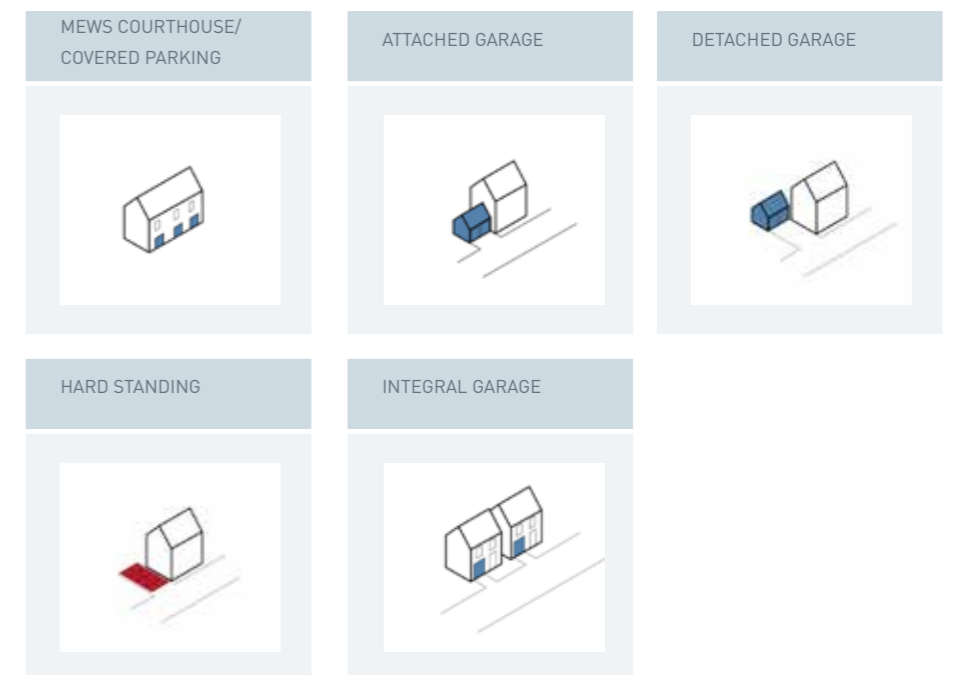 MEWS COURTHOUSE/
COVERED PARKING
ATTACHED GARAGE
DETACHED GARAGE
HARD STANDING
INTEGRAL GARAGE